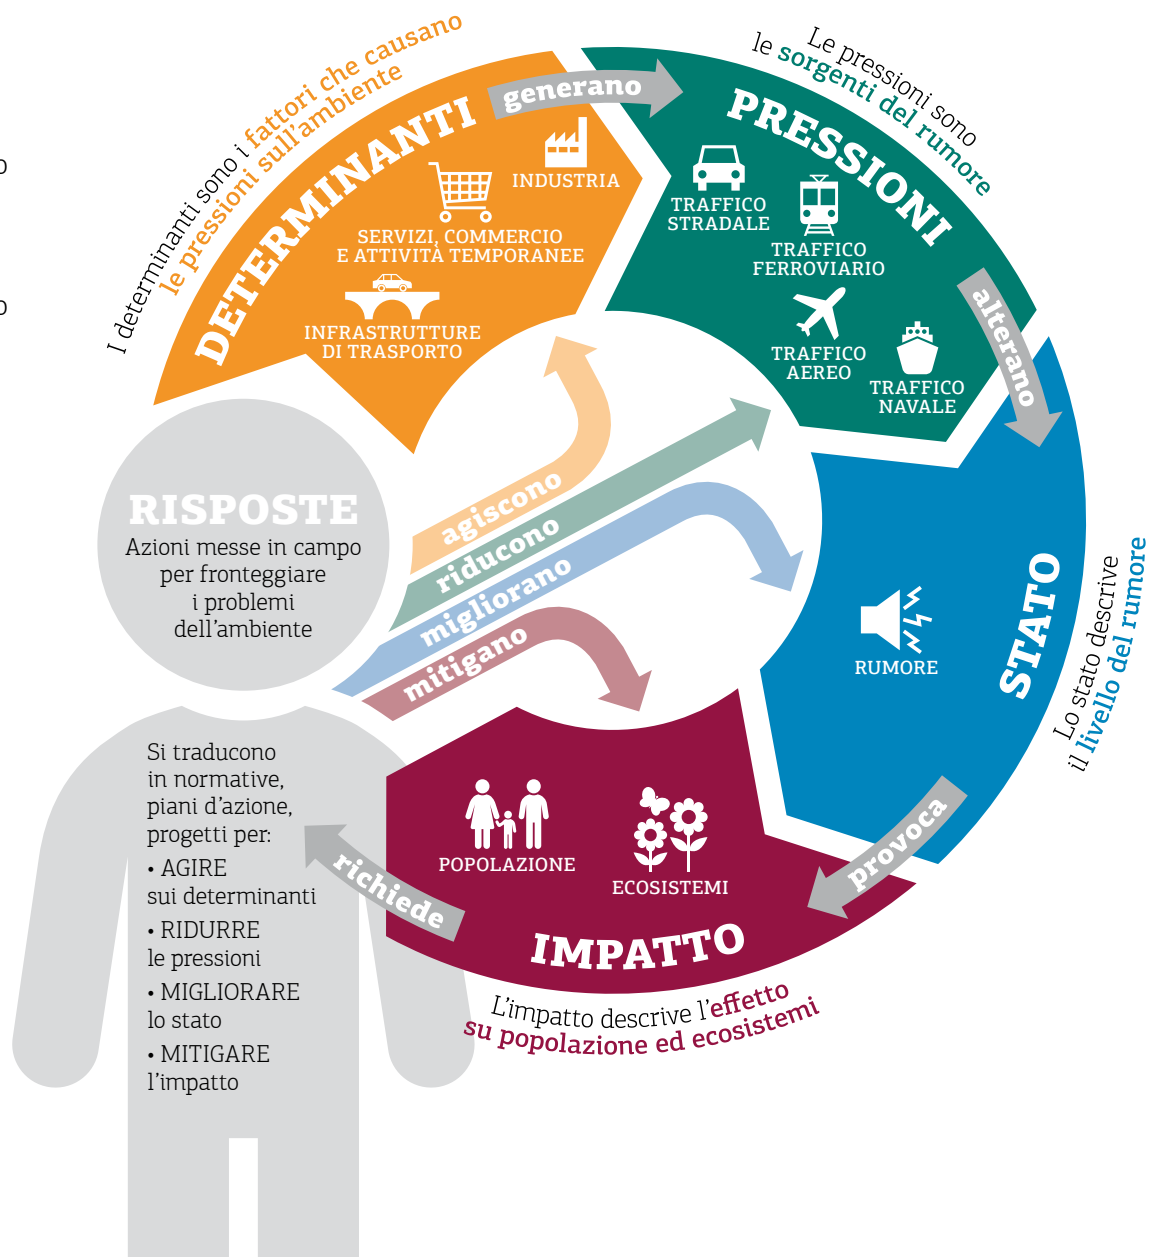 I determinanti sono i fattori che causano
le pressioni sull'ambiente
DETERMINANTI
generano
INDUSTRIA
SERVIZI, COMMERCIO
E ATTIVITÀ TEMPORANEE
INFRASTRUTTURE
DI TRASPORTO
Le pressioni sono
le sorgenti del rumore
PRESSIONI
TRAFFICO
STRADALE
TRAFFICO
FERROVIARIO
TRAFFICO
AEREO
TRAFFICO
NAVALE
alterano
STATO
RUMORE
Lo stato descrive
il livello del rumore
provoca
IMPATTO
POPOLAZIONE
ECOSISTEMI
L'impatto descrive l'effetto
su popolazione ed ecosistemi
richiede
RISPOSTE
Azioni messe in campo
per fronteggiare
i problemi
dell'ambiente
agiscono
riducono
migliorano
mitigano
Si traducono
in normative,
piani d'azione,
progetti per:
• AGIRE
sui determinanti
• RIDURRE
le pressioni
• MIGLIORARE
lo stato
• MITIGARE
l'impatto